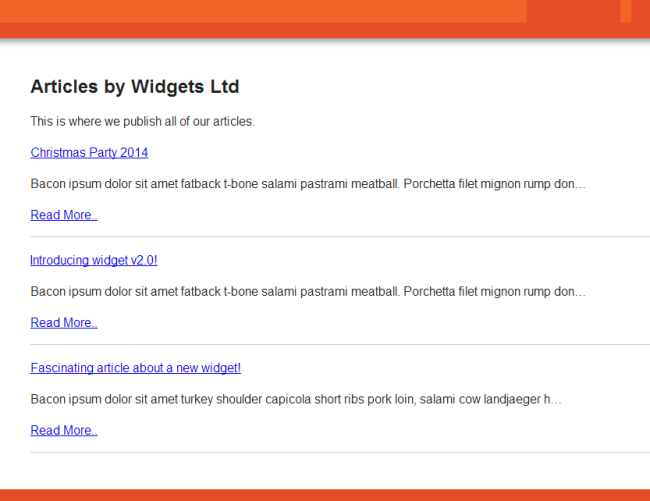 Articles by Widgets Ltd
This is where we publish all of our articles.
Christmas Party 2014
Bacon ipsum dolor sit amet fatback t-bone salami pastrami meatball. Porchetta filet mignon rump don...
Read More..
Introducing widget v2.0!
Bacon ipsum dolor sit amet fatback t-bone salami pastrami meatball. Porchetta filet mignon rump don...
Read More..
Fascinating article about a new widget!
Bacon ipsum dolor sit amet turkey shoulder capicola short ribs pork loin, salami cow landjaeger h...
Read More..